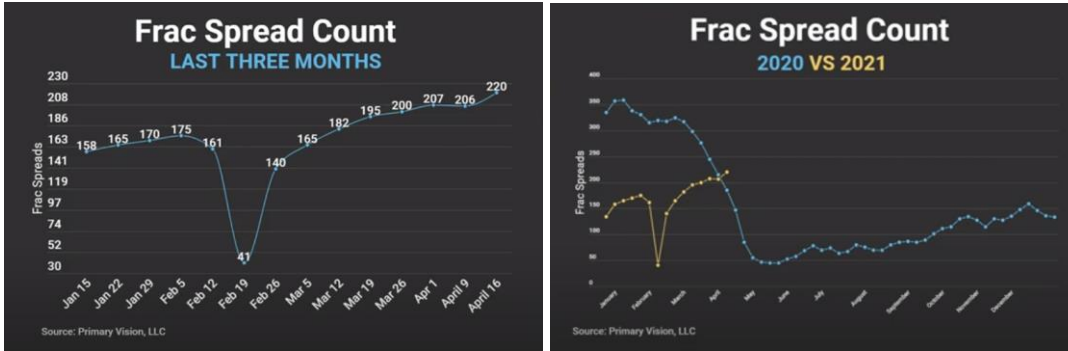 Frac Spread Count
LAST THREE MONTHS
230
208
186
163
141
119
97
74
52
30
Frac Spreads
158
165
170
175
161
41
140
165
182
195
200
207
206
220
Jan 15
Jan 22
Jan 29
Feb 5
Feb 12
Feb 19
Feb 26
Mar 5
Mar 12
Mar 19
Mar 26
Apr 1
April 9
April 16
Source: Primary Vision, LLC
Frac Spread Count
2020 VS 2021
400
350
300
250
200
150
100
50
0
Frac Spreads
January
February
March
April
May
June
July
August
September
October
November
December
Source: Primary Vision, LLC